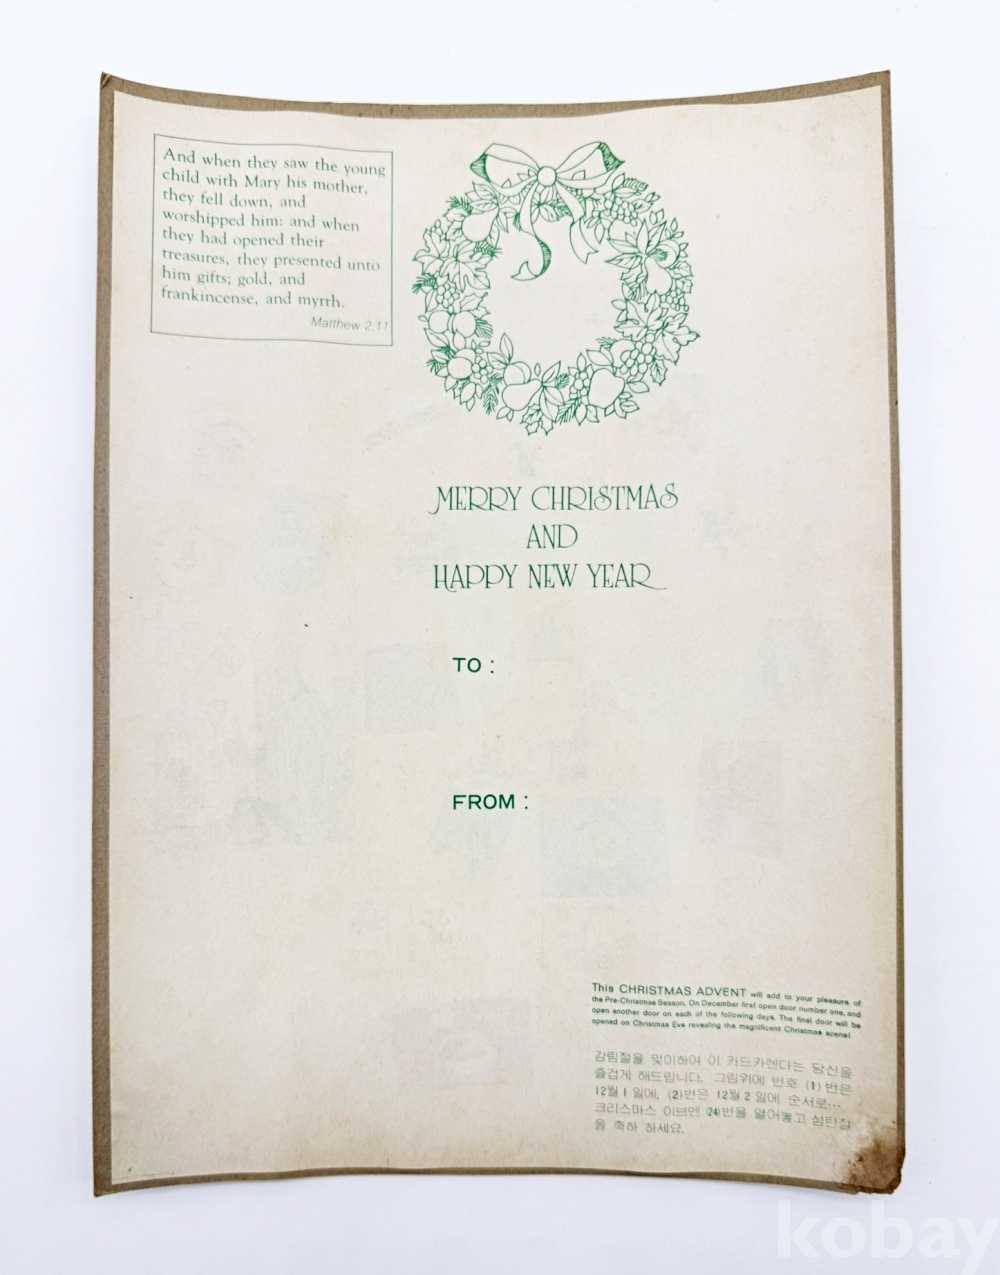 And when they saw the young
child with Mary his mother,
they fell down, and
worshipped him: and when
they had opened their
treasures, they presented unto
him gifts; gold, and
frankincense, and myrrh.
Matthew 2:11
MERRY CHRISTMAS
AND
HAPPY NEW YEAR
TO :
FROM :
This CHRISTMAS ADVENT will add to your pleasure of
the Pre-Christmas Season. On December first open door number one, and
open another door on each of the following days. The final door will be
opened on Christmas Eve revealing the magnificent Christmas scene!
강림절을 맞이하여 이 카드카렌다는 당신을
즐겁게 해드립니다. 그림위에 번호 (1)번은
12월 1일에, (2)번은 12월 2일에 순서로…
크리스마스 이브엔 (24)번을 열어놓고 성탄절
을 축하 하세요.
kobay